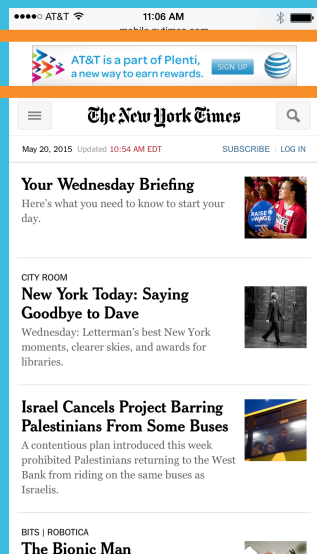 AT&T 11:06 AM
mobile.nytimes.com
AT&T is a part of Plenti,
a new way to earn rewards.
SIGN UP
at&t
The New York Times
May 20, 2015 Updated 10:54 AM EDT SUBSCRIBE LOG IN
Your Wednesday Briefing
Here's what you need to know to start your
day.
RAISE
THE
WAGE
CITY ROOM
New York Today: Saying
Goodbye to Dave
Wednesday: Letterman's best New York
moments, clearer skies, and awards for
libraries.
Israel Cancels Project Barring
Palestinians From Some Buses
A contentious plan introduced this week
prohibited Palestinians returning to the West
Bank from riding on the same buses as
Israelis.
BITS | ROBOTICA
The Bionic Man